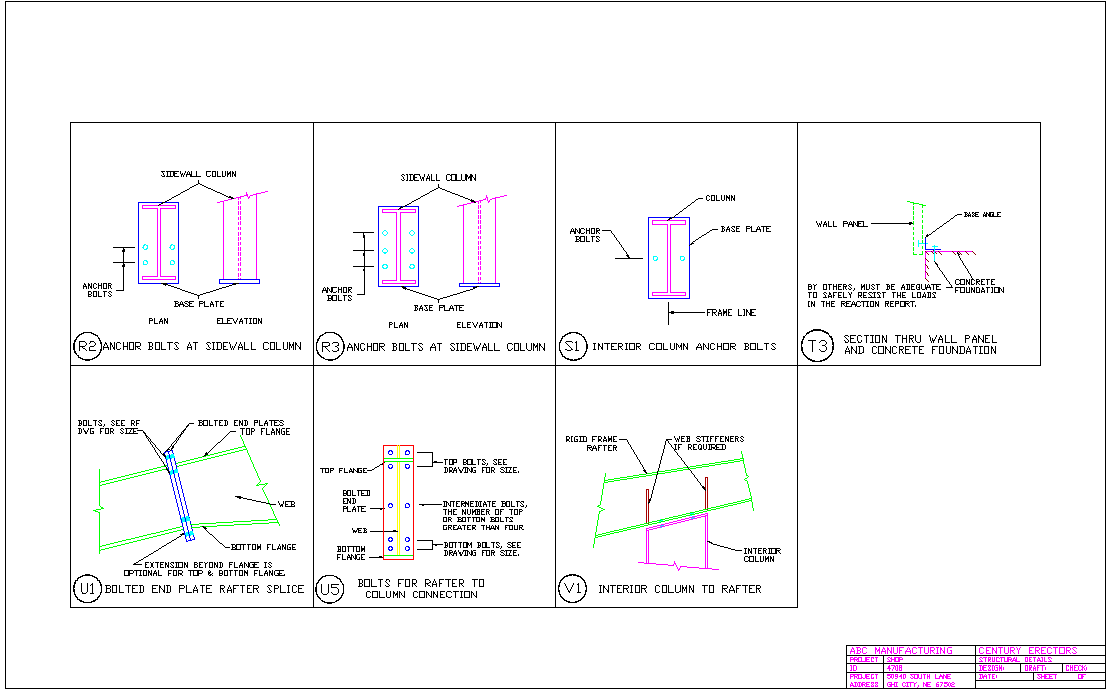 SIDEWALL COLUMN
ANCHOR
BOLTS
BASE PLATE
PLAN
ELEVATION
R2 ANCHOR BOLTS AT SIDEWALL COLUMN
SIDEWALL COLUMN
ANCHOR
BOLTS
BASE PLATE
PLAN
ELEVATION
R3 ANCHOR BOLTS AT SIDEWALL COLUMN
COLUMN
ANCHOR
BOLTS
BASE PLATE
FRAME LINE
S1 INTERIOR COLUMN ANCHOR BOLTS
WALL PANEL
BASE ANGLE
CONCRETE
FOUNDATION
BY OTHERS, MUST BE ADEQUATE
TO SAFELY RESIST THE LOADS
IN THE REACTION REPORT.
T3 SECTION THRU WALL PANEL
AND CONCRETE FOUNDATION
BOLTS, SEE RF
DWG FOR SIZE
BOLTED END PLATES
TOP FLANGE
WEB
BOTTOM FLANGE
EXTENSION BEYOND FLANGE IS
OPTIONAL FOR TOP & BOTTOM FLANGE.
U1 BOLTED END PLATE RAFTER SPLICE
TOP FLANGE
TOP BOLTS, SEE
DRAWING FOR SIZE.
BOLTED
END
PLATE
INTERMEDIATE BOLTS,
THE NUMBER OF TOP
OR BOTTON BOLTS
GREATER THAN FOUR.
WEB
BOTTOM
FLANGE
BOTTOM BOLTS, SEE
DRAWING FOR SIZE.
U5 BOLTS FOR RAFTER TO
COLUMN CONNECTION
RIGID FRAME
RAFTER
WEB STIFFENERS
IF REQUIRED
INTERIOR
COLUMN
V1 INTERIOR COLUMN TO RAFTER
ABC MANUFACTURING
CENTURY ERECTORS
PROJECT SHOP
STRUCTURAL DETAILS
ID 4708
DESIGN: DRAFT: CHECK:
PROJECT 50940 SOUTH LANE
DATE: SHEET OF
ADDRESS GHI CITY, NE 67502